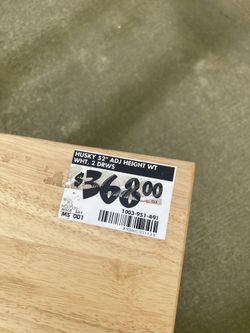 HUSKY 52" ADJ HEIGHT WT
WHT, 2 DRWS
$368.00
1003-951-891
MS 001